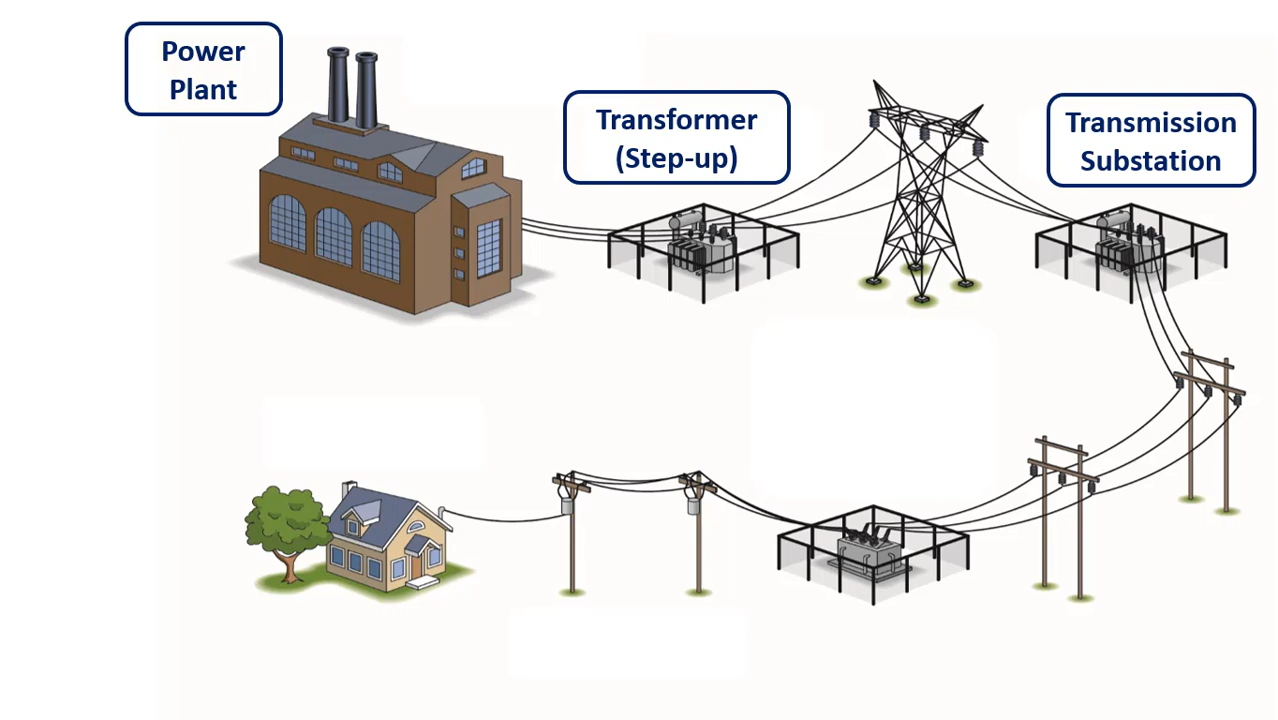 Power
Plant
Transformer
(Step-up)
Transmission
Substation